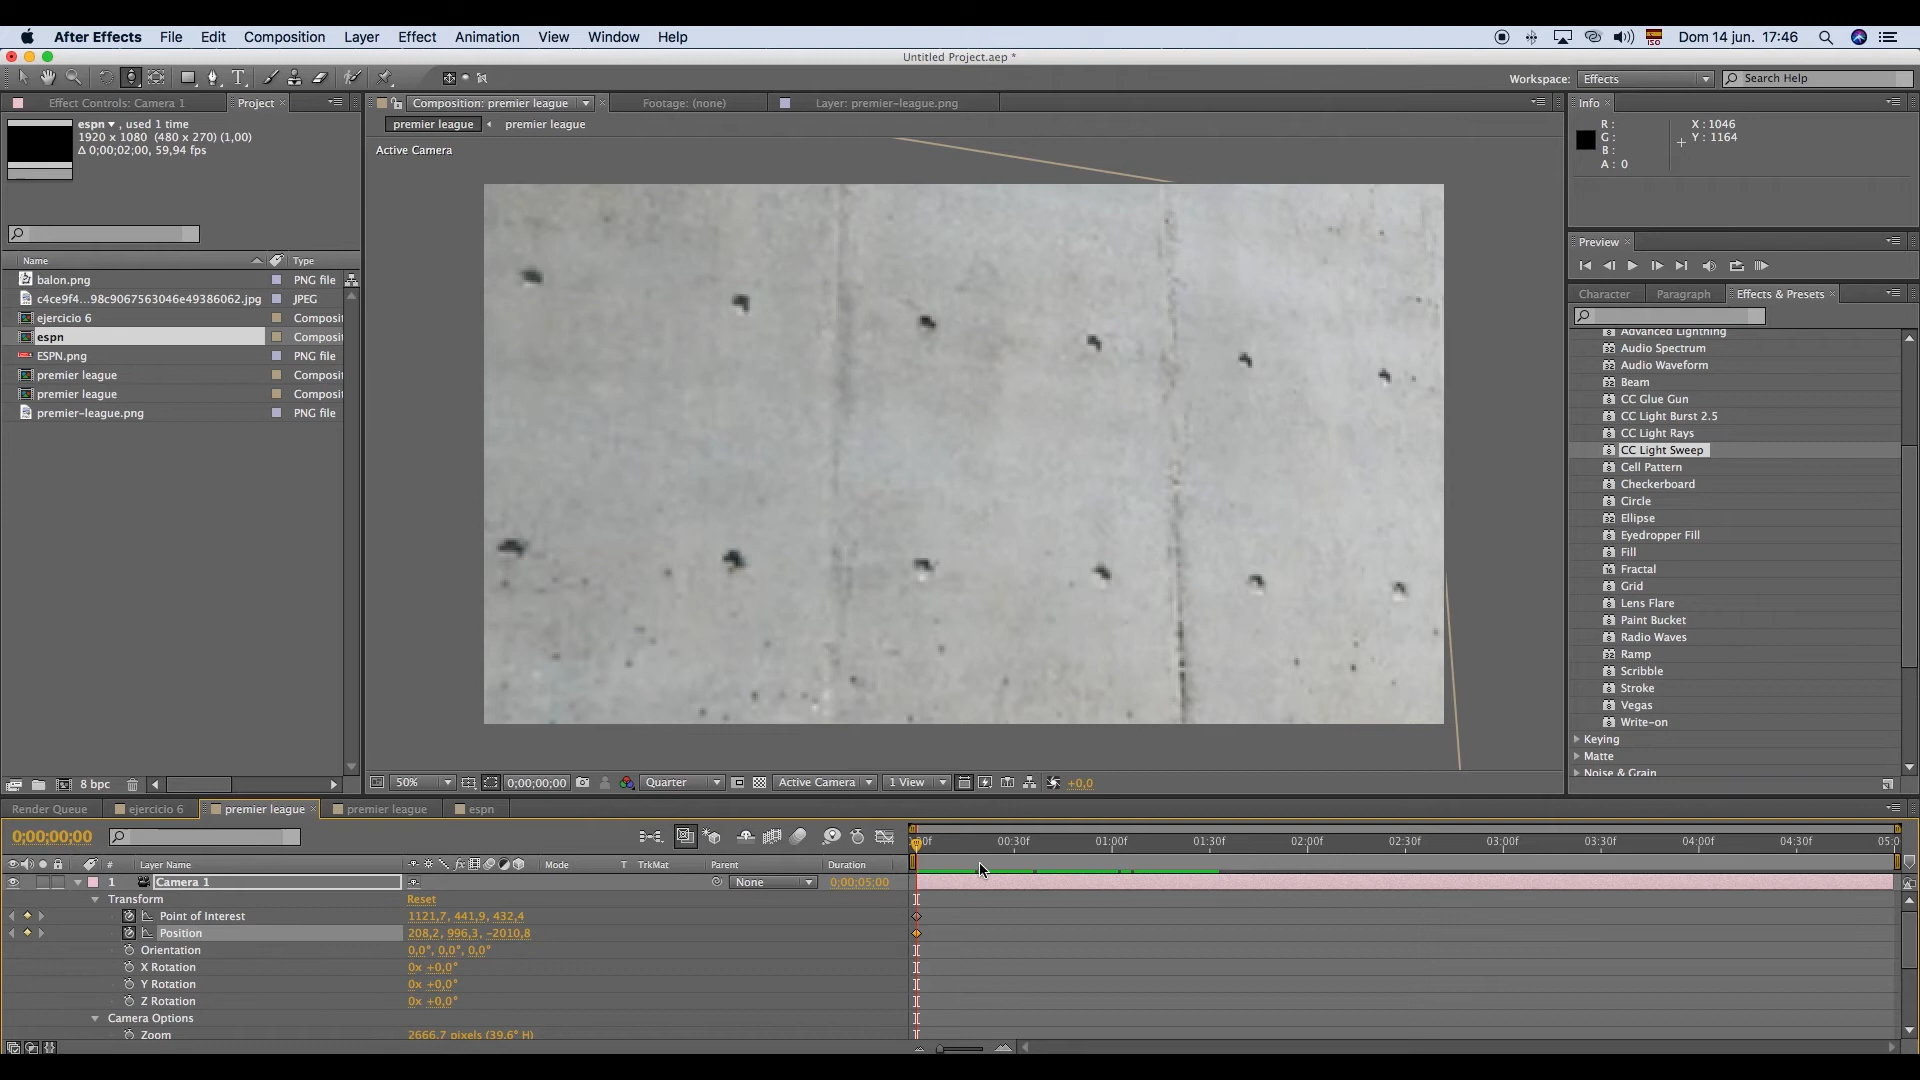 After Effects File Edit Composition Layer Effect Animation View Window Help
ISO Dom 14 jun. 17:46
Untitled Project.aep *
T Workspace: Effects Search Help
Effect Controls: Camera 1 Project
Composition: premier league Footage: (none) Layer: premier-league.png
Info
espn , used 1 time
1920 x 1080 (480 x 270) (1,00)
Δ 0;00;02;00, 59,94 fps
premier league premier league
Active Camera
R :
G :
B :
A : 0
X : 1046
Y : 1164
Preview
Name Type
balon.png PNG file
c4ce9f4...98c9067563046e49386062.jpg JPEG
ejercicio 6 Composit
espn Composit
ESPN.png PNG file
premier league Composit
premier league Composit
premier-league.png PNG file
Character Paragraph Effects & Presets
Advanced Lightning
Audio Spectrum
Audio Waveform
Beam
CC Glue Gun
CC Light Burst 2.5
CC Light Rays
CC Light Sweep
Cell Pattern
Checkerboard
Circle
Ellipse
Eyedropper Fill
Fill
Fractal
Grid
Lens Flare
Paint Bucket
Radio Waves
Ramp
Scribble
Stroke
Vegas
Write-on
Keying
Matte
Noise & Grain
8 bpc
50% 0;00;00;00 Quarter Active Camera 1 View +0,0
Render Queue ejercicio 6 premier league premier league espn
0;00;00;00
00f 00:30f 01:00f 01:30f 02:00f 02:30f 03:00f 03:30f 04:00f 04:30f 05:0
# Layer Name fx Mode T TrkMat Parent Duration
1 Camera 1 None 0;00;05;00
Transform Reset
Point of Interest 1121,7, 441,9, 432,4
Position 208,2, 996,3, -2010,8
Orientation 0,0°, 0,0°, 0,0°
X Rotation 0x +0,0°
Y Rotation 0x +0,0°
Z Rotation 0x +0,0°
Camera Options
Zoom 2666,7 pixels (39,6° H)